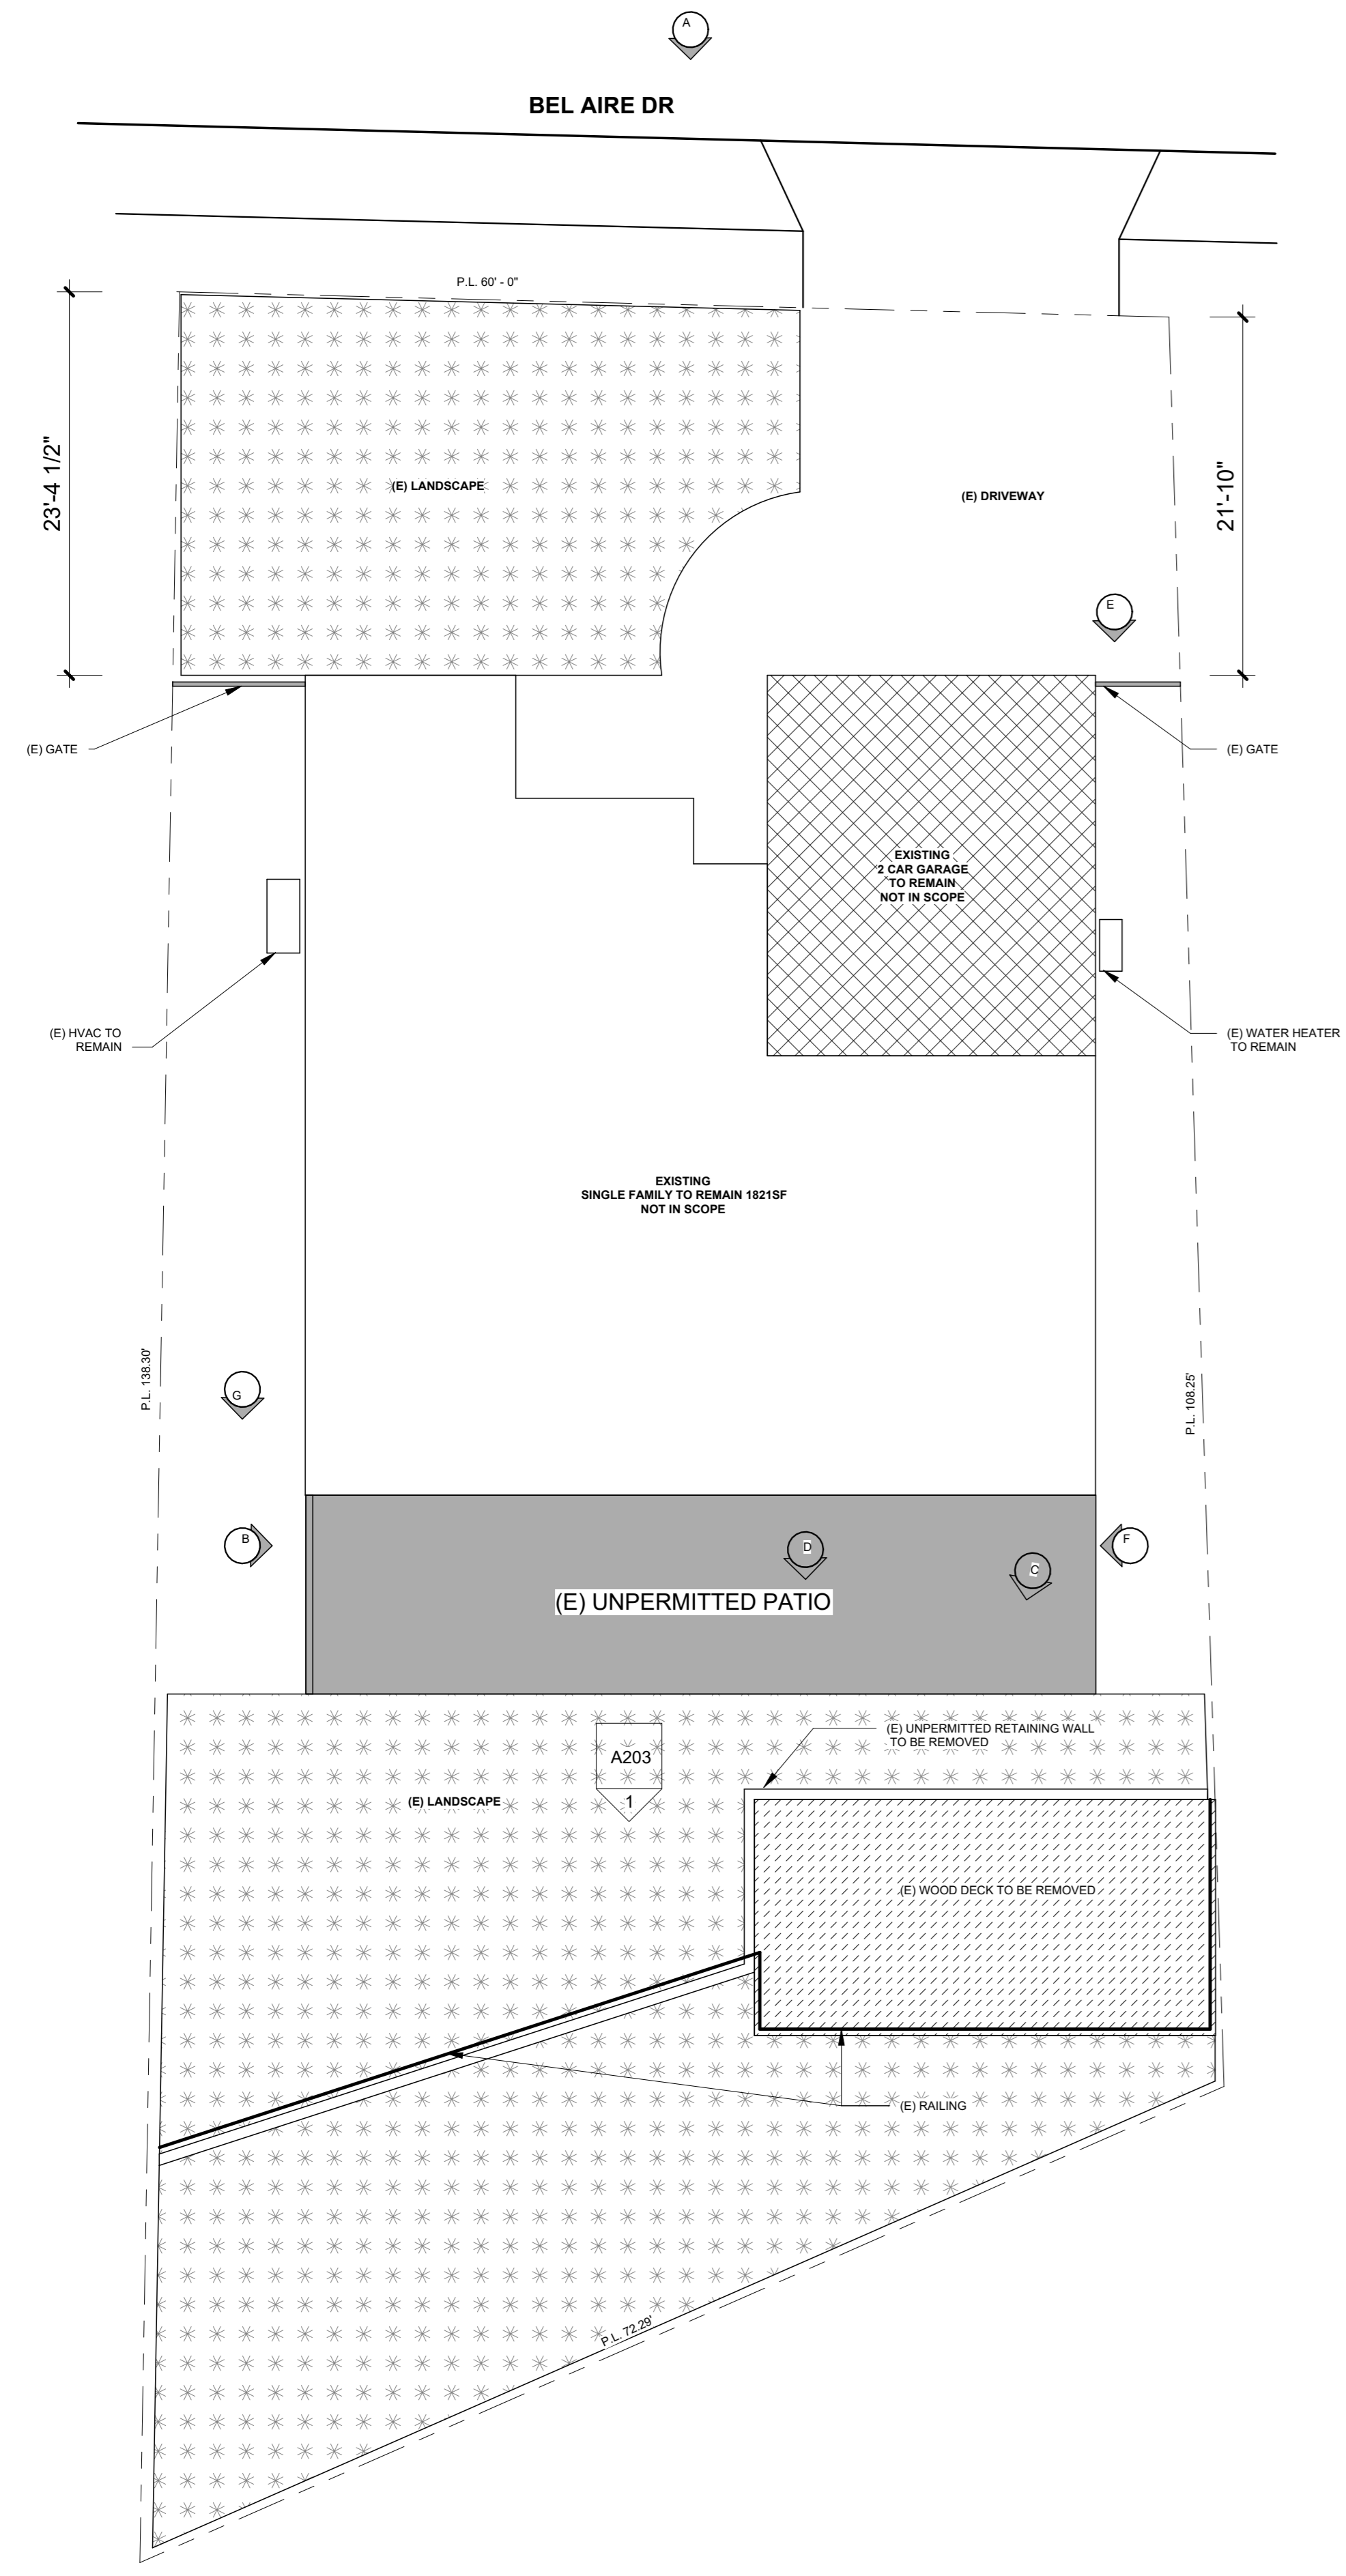 A
BEL AIRE DR
P.L. 60' - 0"
23'-4 1/2"
21'-10"
(E) LANDSCAPE
(E) DRIVEWAY
E
(E) GATE
(E) GATE
EXISTING
2 CAR GARAGE
TO REMAIN
NOT IN SCOPE
(E) HVAC TO
REMAIN
(E) WATER HEATER
TO REMAIN
EXISTING
SINGLE FAMILY TO REMAIN 1821SF
NOT IN SCOPE
P.L. 138.30'
P.L. 108.25'
G
B
D
C
F
(E) UNPERMITTED PATIO
(E) UNPERMITTED RETAINING WALL
TO BE REMOVED
A203
1
(E) LANDSCAPE
(E) WOOD DECK TO BE REMOVED
(E) RAILING
P.L. 72.29'